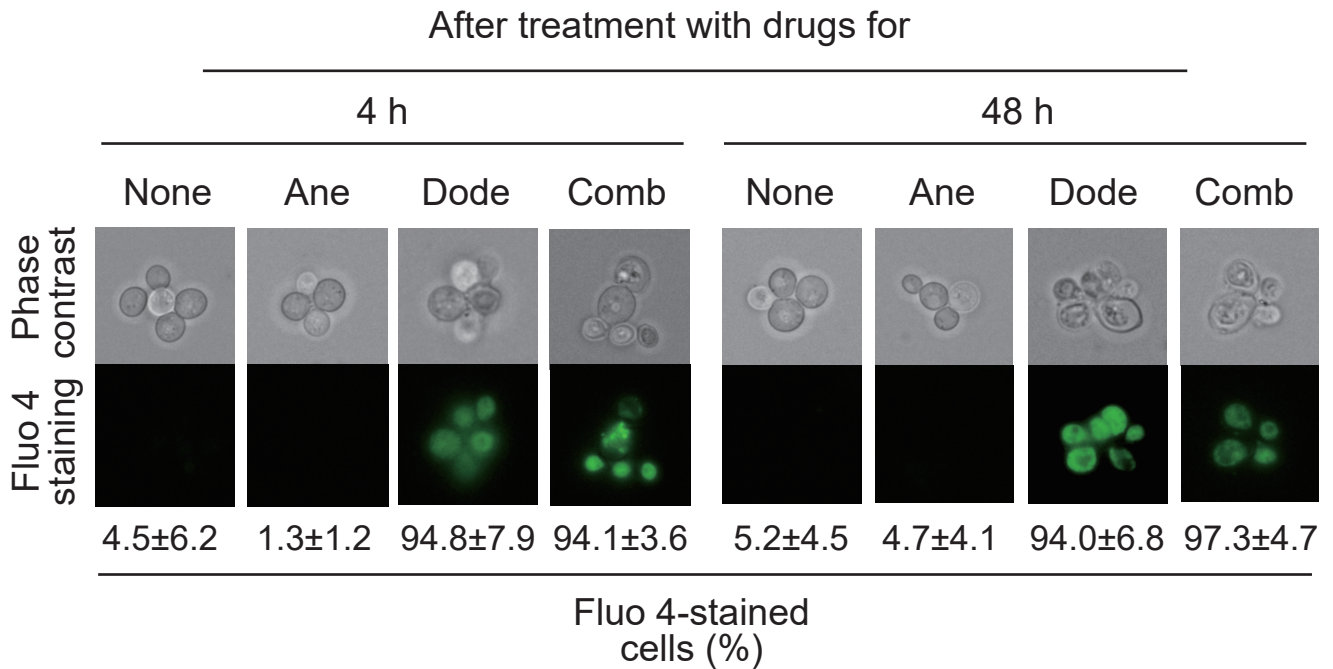 After treatment with drugs for
4 h 48 h
None Ane Dode Comb None Ane Dode Comb
Phase
contrast
Fluo 4
staining
4.5±6.2 1.3±1.2 94.8±7.9 94.1±3.6 5.2±4.5 4.7±4.1 94.0±6.8 97.3±4.7
Fluo 4-stained
cells (%)